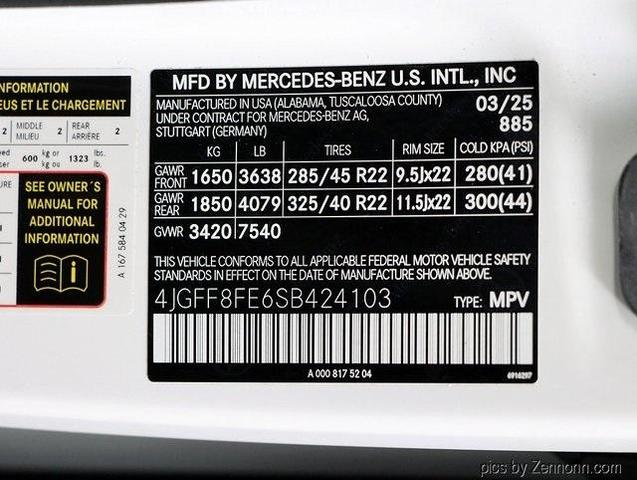 NFORMATION
EUS ET LE CHARGEMENT
2 MIDDLE MILIEU 2 REAR ARRIÈRE 2
600 kg or kg ou 1323 lbs. lb.
SEE OWNER´S
MANUAL FOR
ADDITIONAL
INFORMATION
A 167 584 04 29
MFD BY MERCEDES-BENZ U.S. INTL., INC
MANUFACTURED IN USA (ALABAMA, TUSCALOOSA COUNTY) 03/25
UNDER CONTRACT FOR MERCEDES-BENZ AG, 885
STUTTGART (GERMANY)
KG LB TIRES RIM SIZE COLD KPA (PSI)
GAWR FRONT 1650 3638 285/45 R22 9.5Jx22 280(41)
GAWR REAR 1850 4079 325/40 R22 11.5Jx22 300(44)
GVWR 3420 7540
THIS VEHICLE CONFORMS TO ALL APPLICABLE FEDERAL MOTOR VEHICLE SAFETY
STANDARDS IN EFFECT ON THE DATE OF MANUFACTURE SHOWN ABOVE.
4JGFF8FE6SB424103 TYPE: MPV
A 000 817 52 04
pics by Zennonn.com